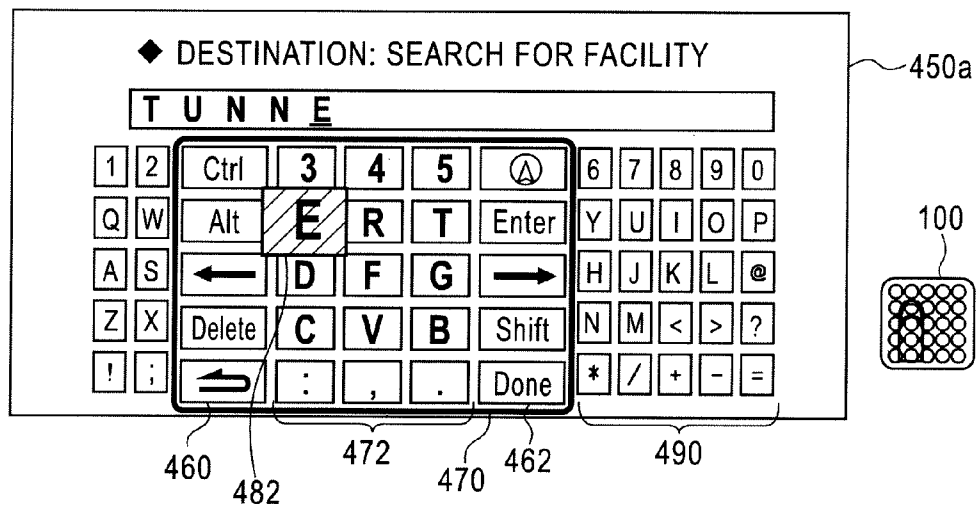 ◆ DESTINATION: SEARCH FOR FACILITY
450a
T U N N E
1 2 Ctrl 3 4 5 6 7 8 9 0
Q W Alt E R T Enter Y U I O P
100
A S ← D F G → H J K L @
Z X Delete C V B Shift N M < > ?
! ; : , . Done * / + - =
460 482 472 470 462 490